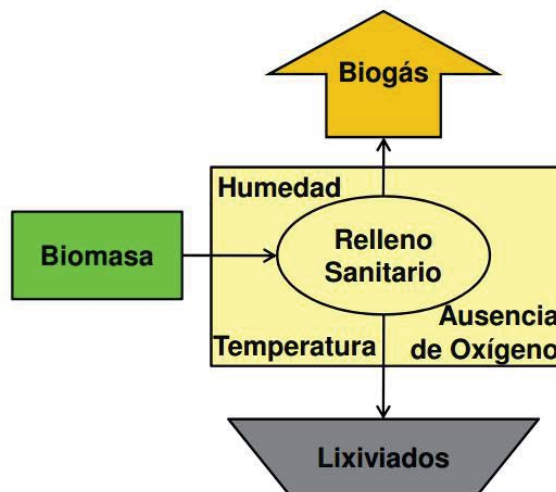 Biogás
Humedad
Biomasa
Relleno
Sanitario
Ausencia
de Oxígeno
Temperatura
Lixiviados